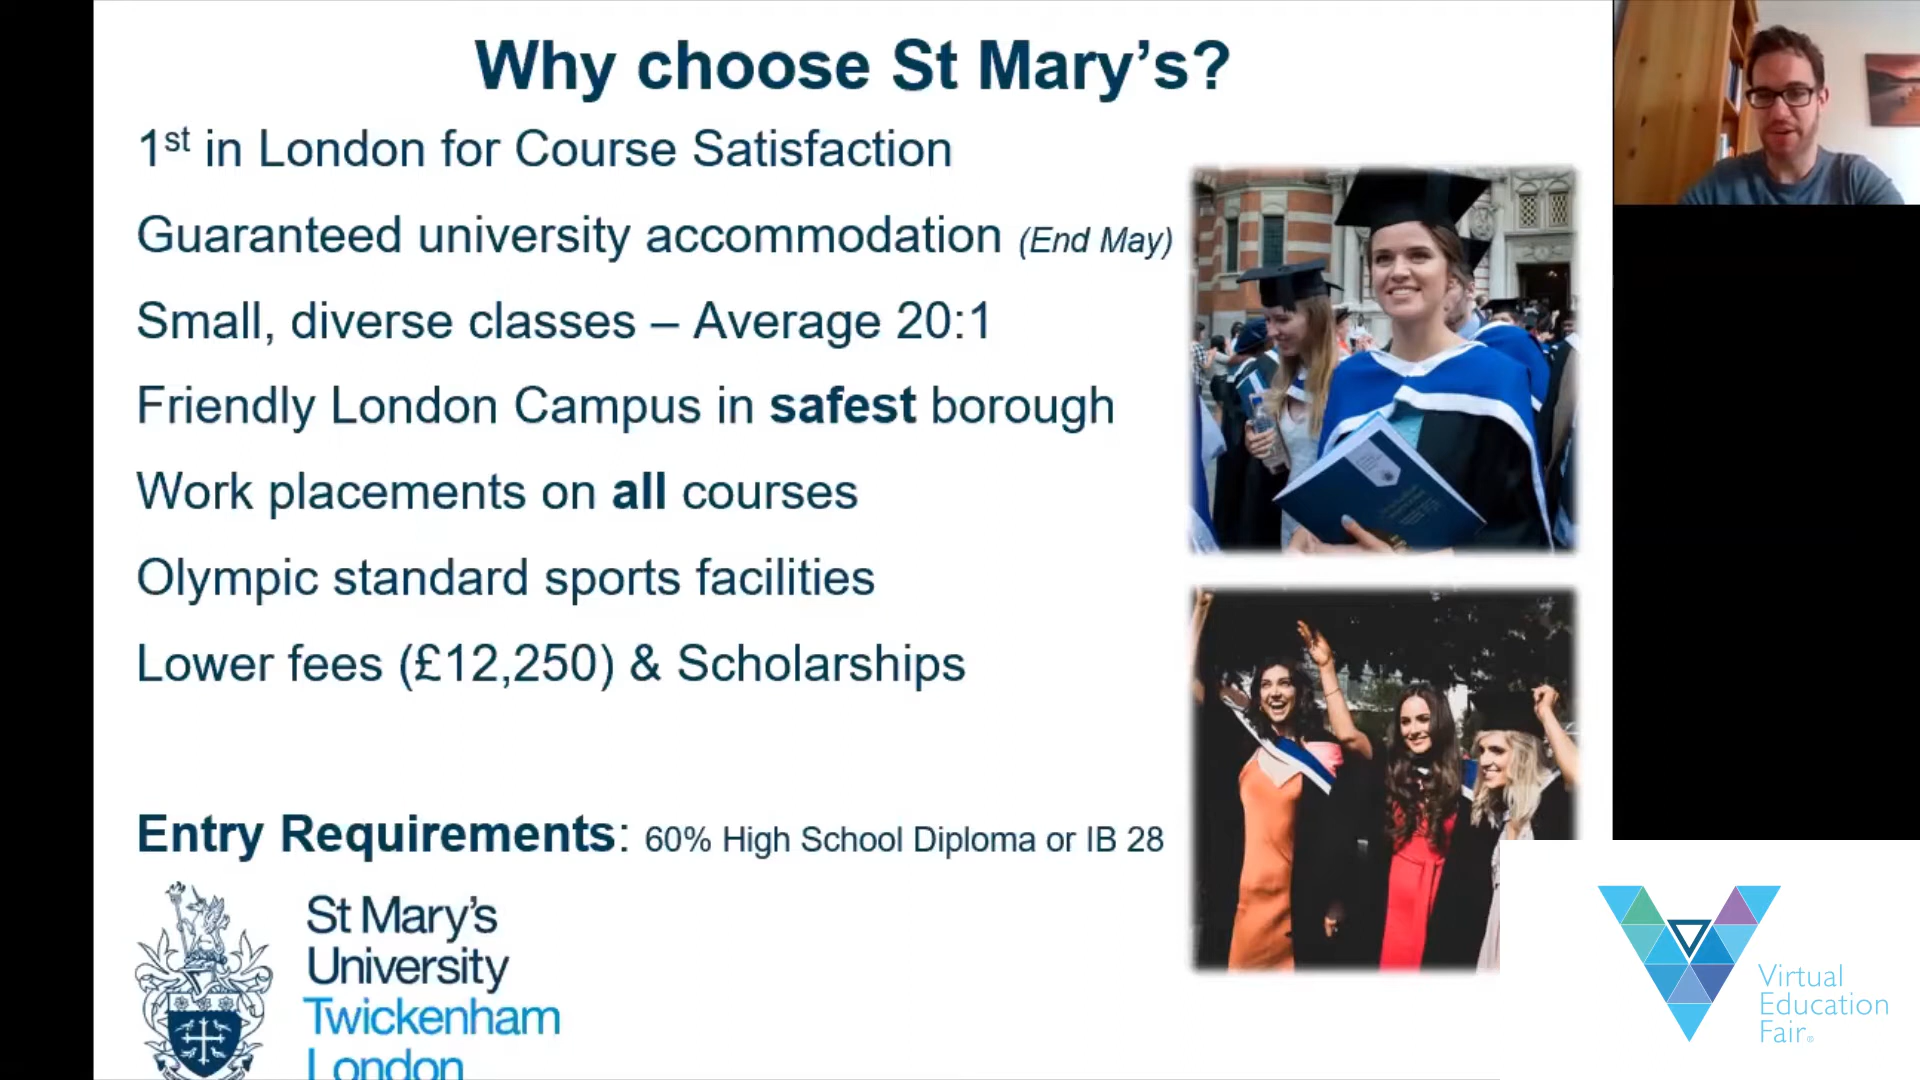 Why choose St Mary's?
1st in London for Course Satisfaction
Guaranteed university accommodation (End May)
Small, diverse classes – Average 20:1
Friendly London Campus in safest borough
Work placements on all courses
Olympic standard sports facilities
Lower fees (£12,250) & Scholarships
Entry Requirements: 60% High School Diploma or IB 28
St Mary's
University
Twickenham
London
Virtual
Education
Fair®